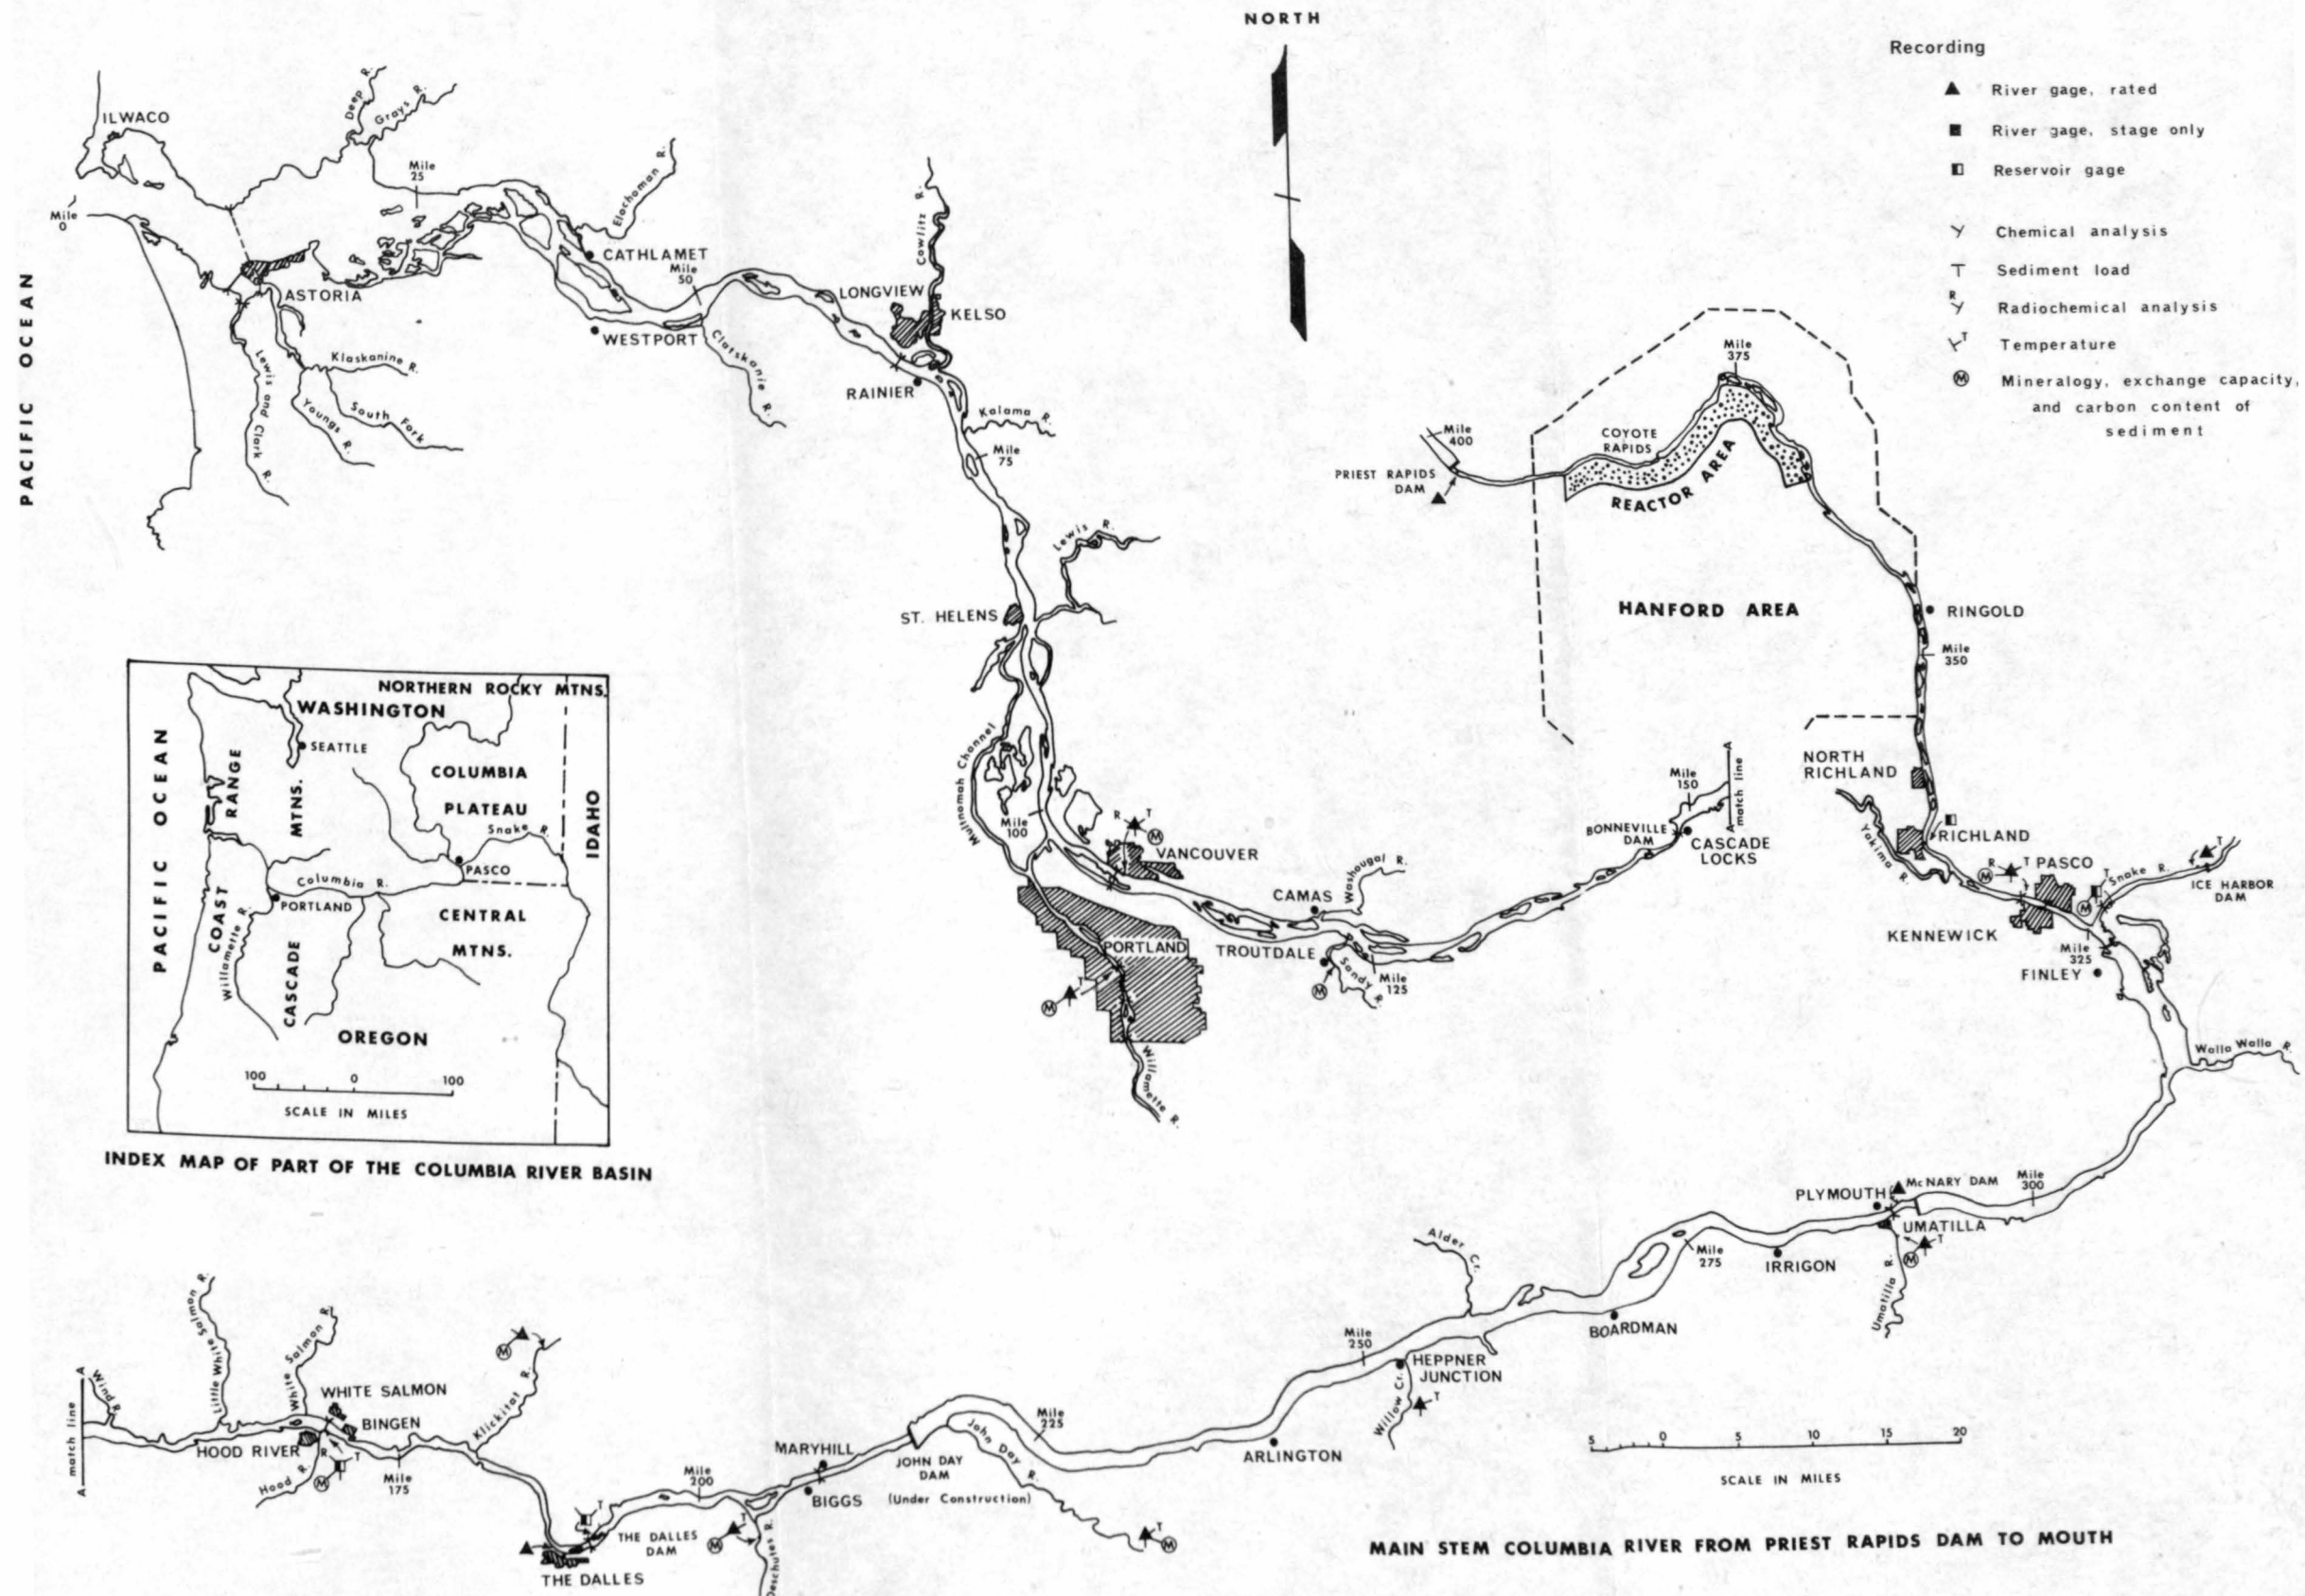 NORTH
Recording
River gage, rated
River gage, stage only
Reservoir gage
Y Chemical analysis
T Sediment load
R
Y Radiochemical analysis
T
Temperature
M Mineralogy, exchange capacity,
and carbon content of
sediment
PACIFIC OCEAN
ILWACO
Deep R.
Grays R.
Mile
25
Mile
0
Elochoman R.
CATHLAMET
Mile
50
ASTORIA
WESTPORT
Klaskanine R.
Lewis and Clark R.
Youngs R.
South Fork
Clatskanie R.
Cowlitz R.
LONGVIEW
KELSO
RAINIER
Kalama R.
Mile
75
Lewis R.
ST. HELENS
Multnomah Channel
Mile
100
R T
M
VANCOUVER
PORTLAND
M T
Willamette R.
CAMAS
Washougal R.
TROUTDALE
M
Sandy R.
Mile
125
BONNEVILLE
DAM
CASCADE
LOCKS
Mile
150
A
match line
A
Mile
400
PRIEST RAPIDS
DAM
COYOTE
RAPIDS
Mile
375
REACTOR AREA
HANFORD AREA
RINGOLD
Mile
350
NORTH
RICHLAND
RICHLAND
Yakima R.
R T
M
PASCO
T
M
Snake R.
T
ICE HARBOR
DAM
KENNEWICK
Mile
325
FINLEY
Walla Walla R.
Mile
300
McNARY DAM
PLYMOUTH
UMATILLA
T
M
Umatilla R.
IRRIGON
Mile
275
BOARDMAN
Alder Cr.
Mile
250
HEPPNER
JUNCTION
Willow Cr.
T
ARLINGTON
Mile
225
John Day R.
T
M
JOHN DAY
DAM
(Under Construction)
MARYHILL
BIGGS
Mile
200
Deschutes R.
T
M
THE DALLES
DAM
T
THE DALLES
Klickitat R.
M
Mile
175
WHITE SALMON
BINGEN
HOOD RIVER
Hood R.
R T
M
White Salmon R.
Little White Salmon R.
Wind R.
A
match line
A
NORTHERN ROCKY MTNS.
WASHINGTON
SEATTLE
PACIFIC OCEAN
COAST RANGE
CASCADE MTNS.
COLUMBIA
PLATEAU
Snake R.
IDAHO
PASCO
Columbia R.
PORTLAND
Willamette R.
CENTRAL
MTNS.
OREGON
100 0 100
SCALE IN MILES
INDEX MAP OF PART OF THE COLUMBIA RIVER BASIN
5 0 5 10 15 20
SCALE IN MILES
MAIN STEM COLUMBIA RIVER FROM PRIEST RAPIDS DAM TO MOUTH